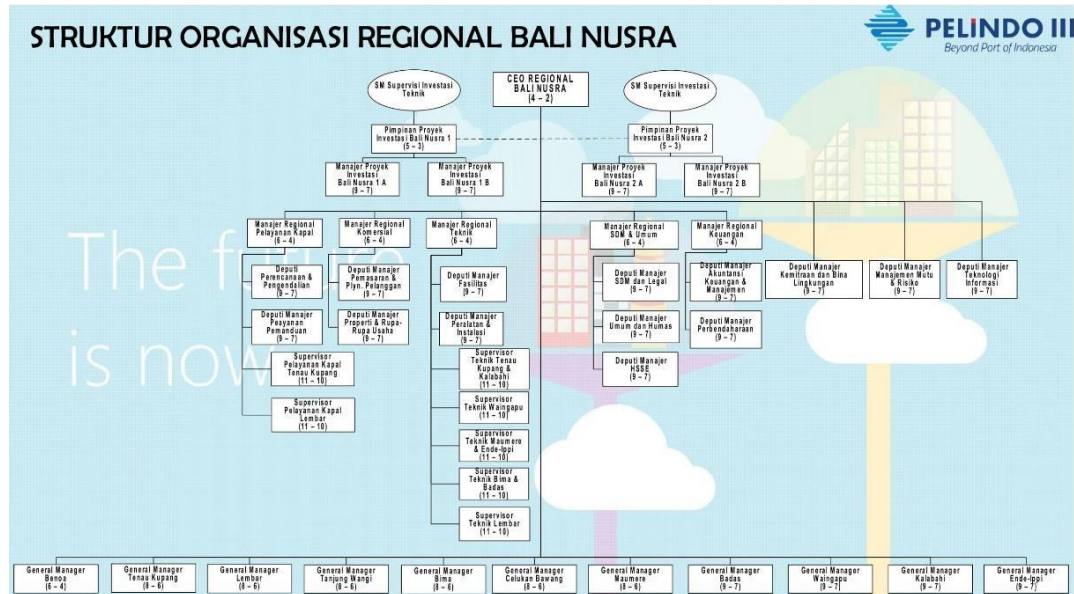 STRUKTUR ORGANISASI REGIONAL BALI NUSRA
PELINDO III
Beyond Port of Indonesia
The future
is now
SM Supervisi Investasi
Teknik
CEO REGIONAL
BALI NUSRA
(4 – 2)
SM Supervisi Investasi
Teknik
Pimpinan Proyek
Investasi Bali Nusra 1
(5 – 3)
Pimpinan Proyek
Investasi Bali Nusra 2
(5 – 3)
Manajer Proyek
Investasi
Bali Nusra 1 A
(9 – 7)
Manajer Proyek
Investasi
Bali Nusra 1 B
(9 – 7)
Manajer Proyek
Investasi
Bali Nusra 2 A
(9 – 7)
Manajer Proyek
Investasi
Bali Nusra 2 B
(9 – 7)
Manajer Regional
Pelayanan Kapal
(6 – 4)
Manajer Regional
Komersial
(6 – 4)
Manajer Regional
Teknik
(6 – 4)
Manajer Regional
SDM & Umum
(6 – 4)
Manajer Regional
Keuangan
(6 – 4)
Deputi
Perencanaan &
Pengendalian
(9 – 7)
Deputi Manajer
Pemasaran &
Plyn. Pelanggan
(9 – 7)
Deputi Manajer
Fasilitas
(9 – 7)
Deputi Manajer
SDM dan Legal
(9 – 7)
Deputi Manajer
Akuntansi
Keuangan &
Manajemen
(9 – 7)
Deputi Manajer
Kemitraan dan Bina
Lingkungan
(9 – 7)
Deputi Manajer
Manajemen Mutu
& Risiko
(9 – 7)
Deputi Manajer
Teknologi
Informasi
(9 – 7)
Deputi Manajer
Peayanan
Pemanduan
(9 – 7)
Deputi Manajer
Properti & Rupa-
Rupa Usaha
(9 – 7)
Deputi Manajer
Peralatan &
Instalasi
(9 – 7)
Deputi Manajer
Umum dan Humas
(9 – 7)
Deputi Manajer
Perbendaharaan
(9 – 7)
Supervisor
Pelayanan Kapal
Tenau Kupang
(11 – 10)
Supervisor
Teknik Tenau
Kupang &
Kalabahi
(11 – 10)
Deputi Manajer
HSSE
(9 – 7)
Supervisor
Pelayanan Kapal
Lembar
(11 – 10)
Supervisor
Teknik Waingapu
(11 – 10)
Supervisor
Teknik Maumere
& Ende-Ippi
(11 – 10)
Supervisor
Teknik Bima &
Badas
(11 – 10)
Supervisor
Teknik Lembar
(11 – 10)
General Manager
Benoa
(6 – 4)
General Manager
Tenau Kupang
(8 – 6)
General Manager
Lembar
(8 – 6)
General Manager
Tanjung Wangi
(8 – 6)
General Manager
Bima
(8 – 6)
General Manager
Celukan Bawang
(8 – 6)
General Manager
Maumere
(8 – 6)
General Manager
Badas
(9 – 7)
General Manager
Waingapu
(9 – 7)
General Manager
Kalabahi
(9 – 7)
General Manager
Ende-Ippi
(9 – 7)